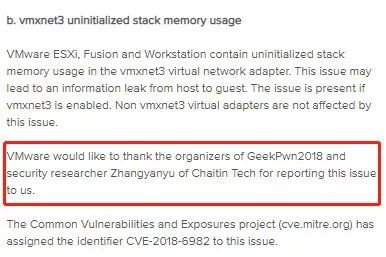 b. vmxnet3 uninitialized stack memory usage
VMware ESXi, Fusion and Workstation contain uninitialized stack
memory usage in the vmxnet3 virtual network adapter. This issue
may lead to an information leak from host to guest. The issue is present if
vmxnet3 is enabled. Non vmxnet3 virtual adapters are not affected by
this issue.
VMware would like to thank the organizers of GeekPwn2018 and
security researcher Zhangyanyu of Chaitin Tech for reporting this issue
to us.
The Common Vulnerabilities and Exposures project (cve.mitre.org) has
assigned the identifier CVE-2018-6982 to this issue.